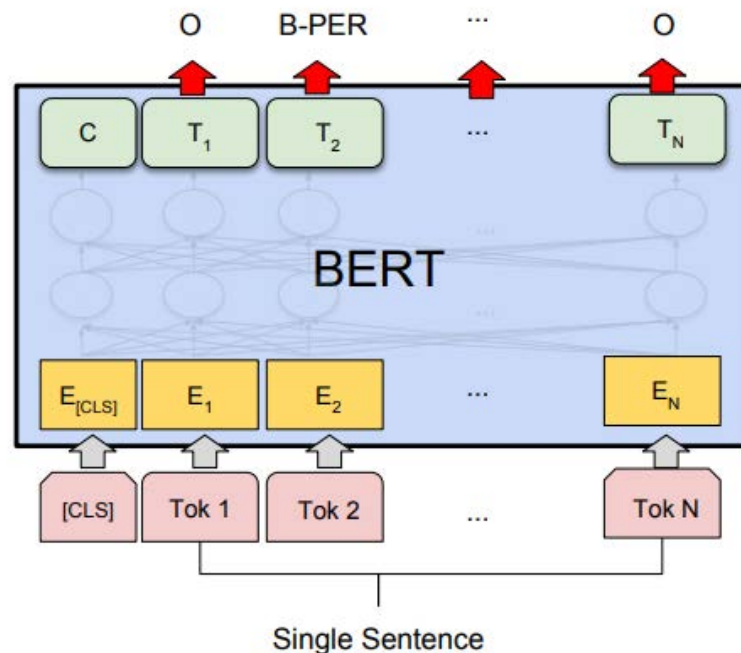 O B-PER ... O
C T1 T2 ... TN
...
BERT
...
E[CLS] E1 E2 ... EN
[CLS] Tok 1 Tok 2 ... Tok N
Single Sentence